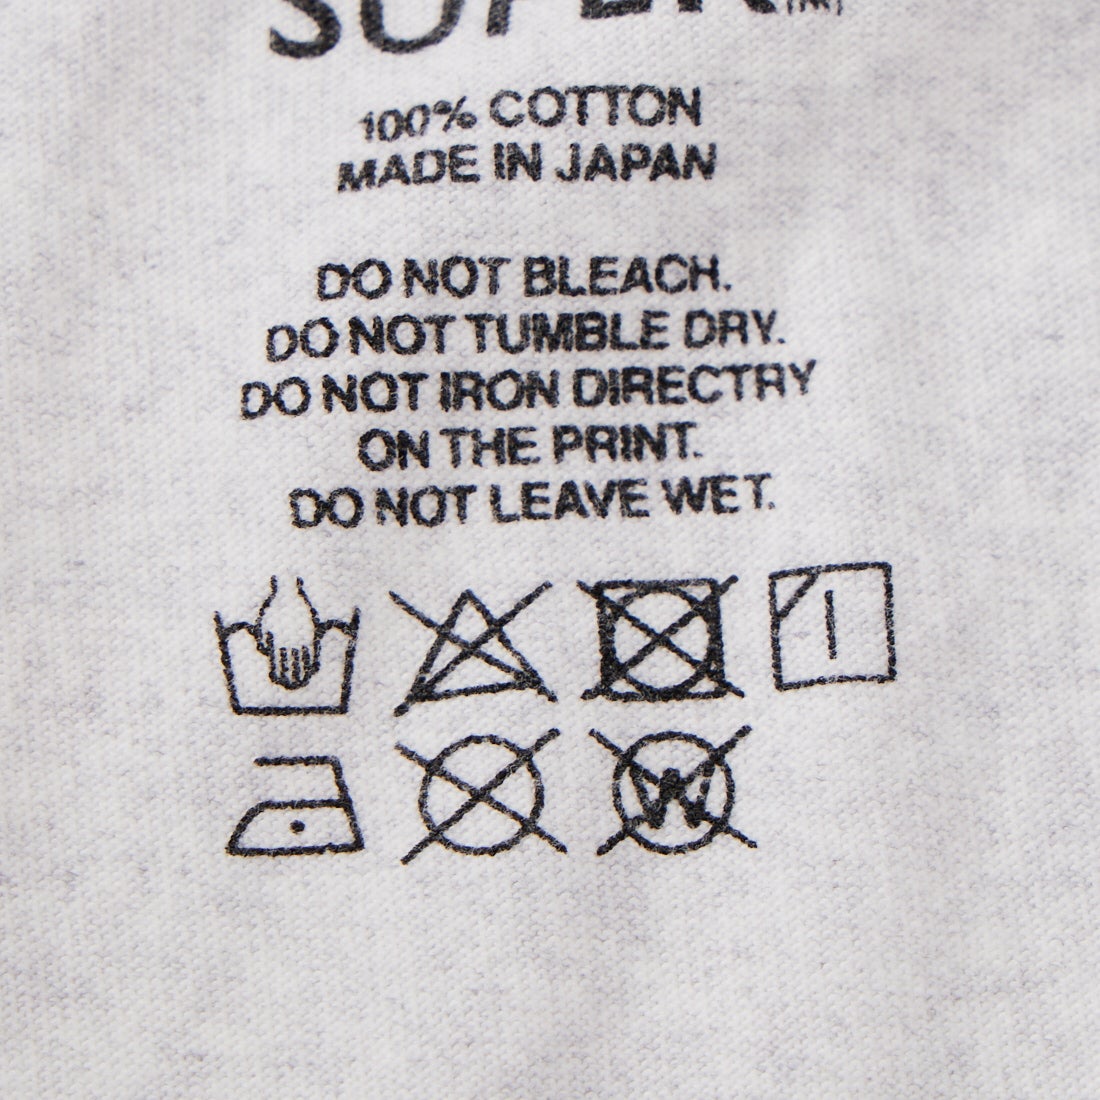 SUPER
100% COTTON
MADE IN JAPAN
DO NOT BLEACH.
DO NOT TUMBLE DRY.
DO NOT IRON DIRECTRY
ON THE PRINT.
DO NOT LEAVE WET.
W